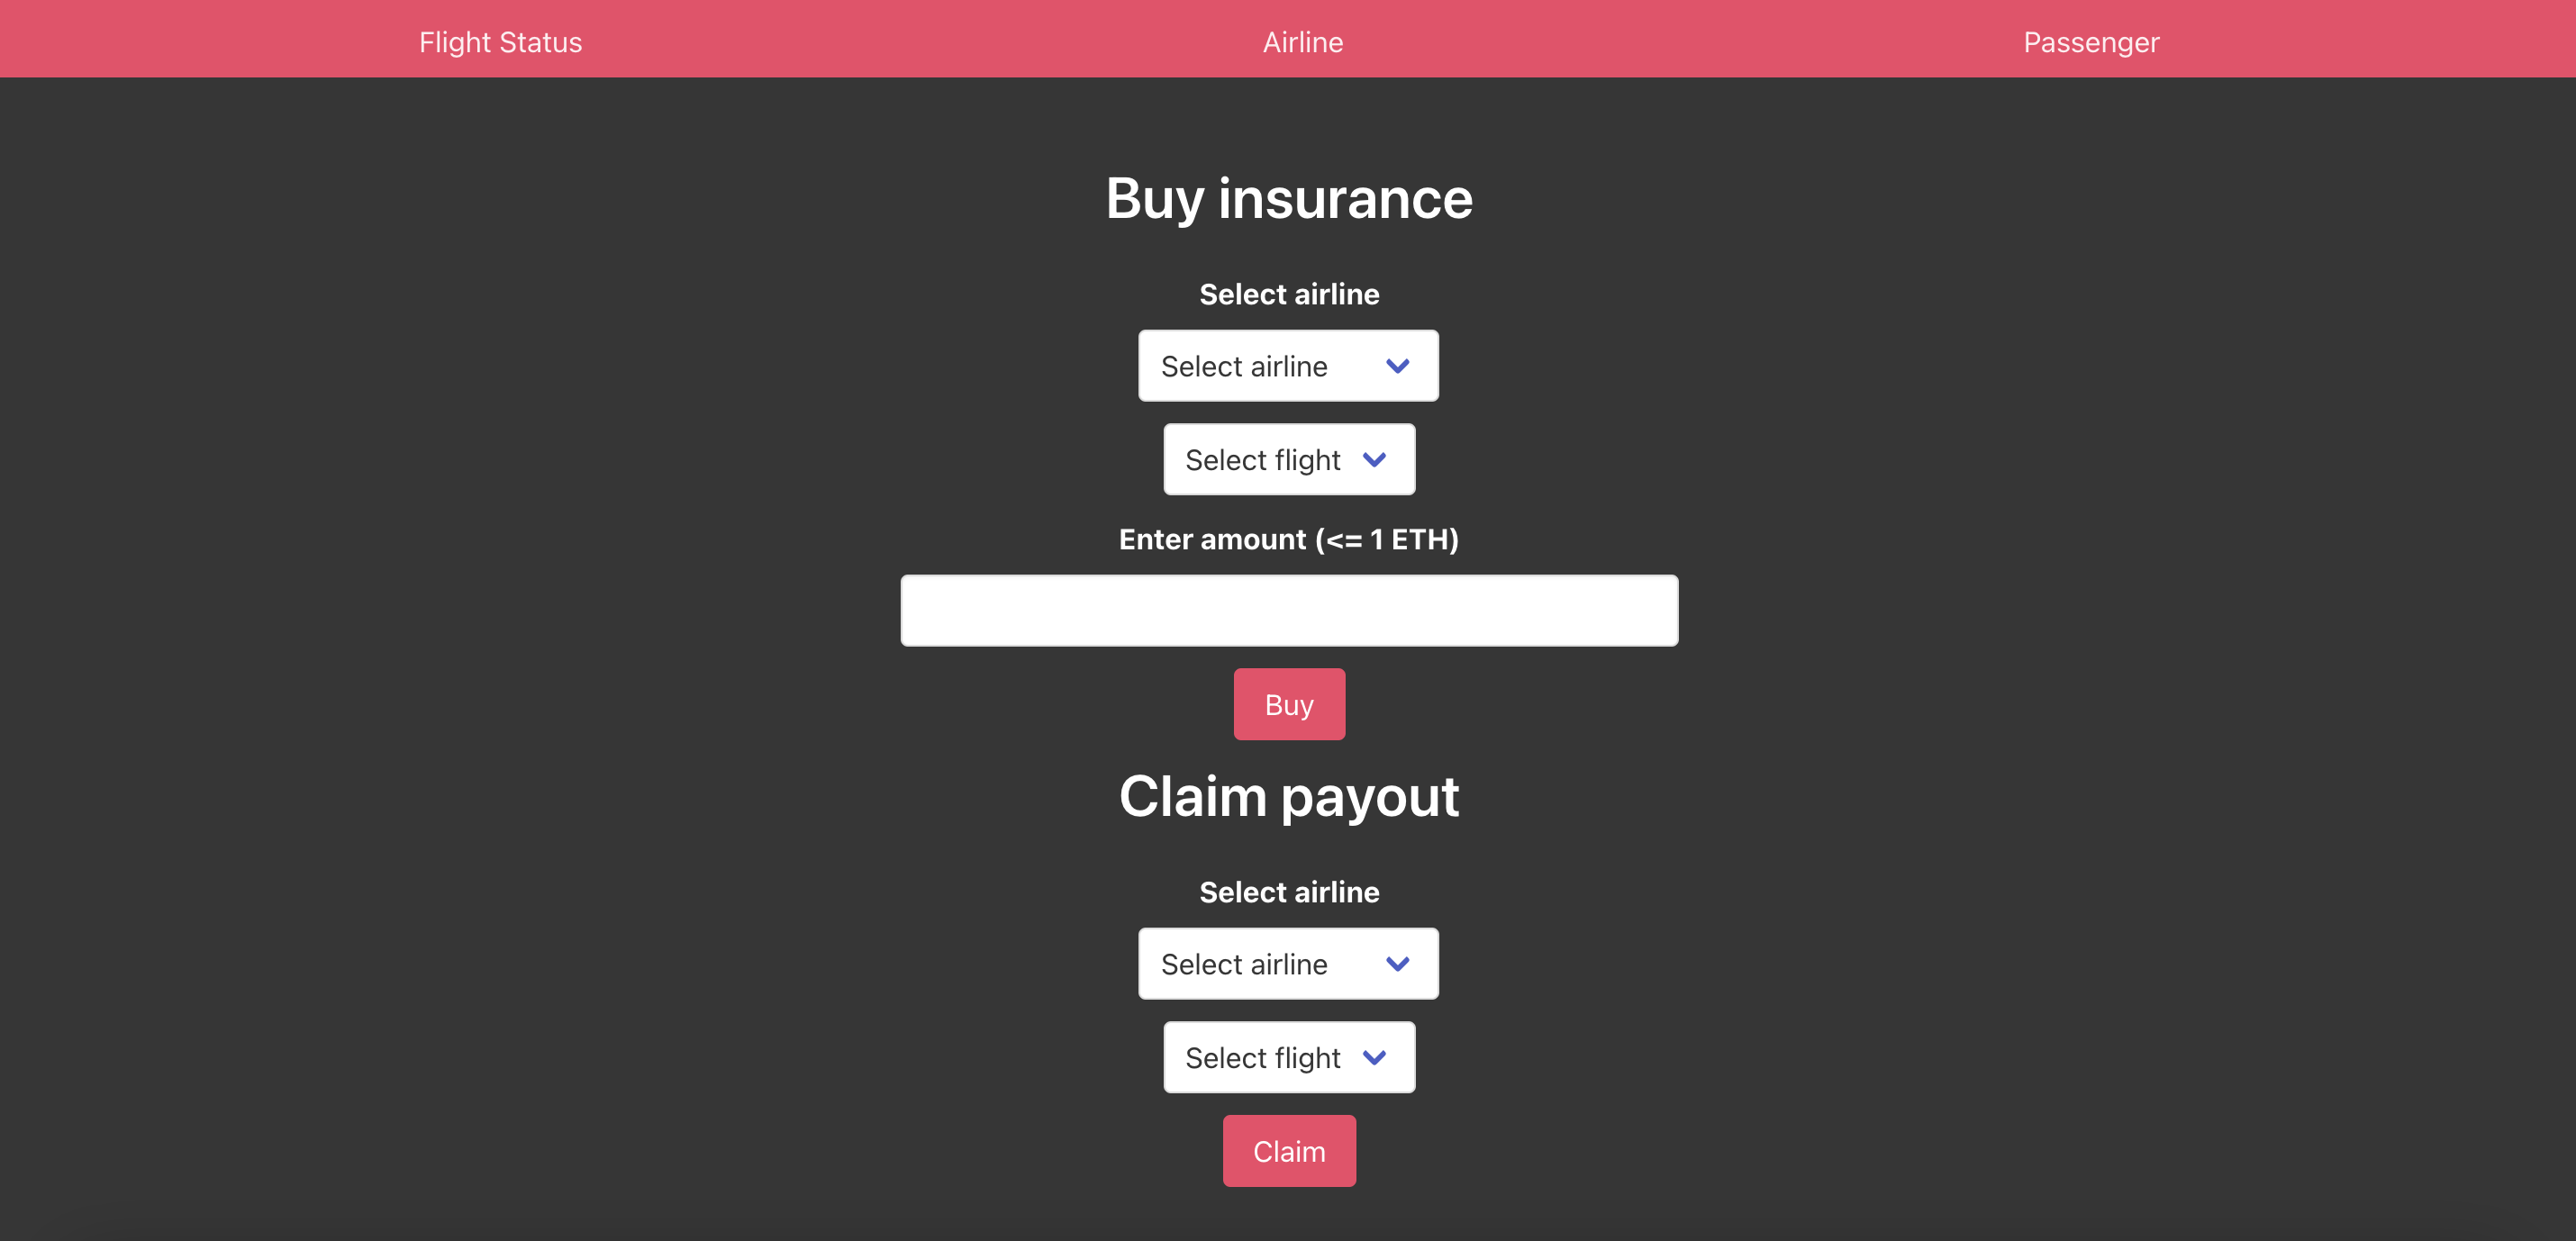 Flight Status Airline Passenger
Buy insurance
Select airline
Select airline
Select flight
Enter amount (<= 1 ETH)
Buy
Claim payout
Select airline
Select airline
Select flight
Claim